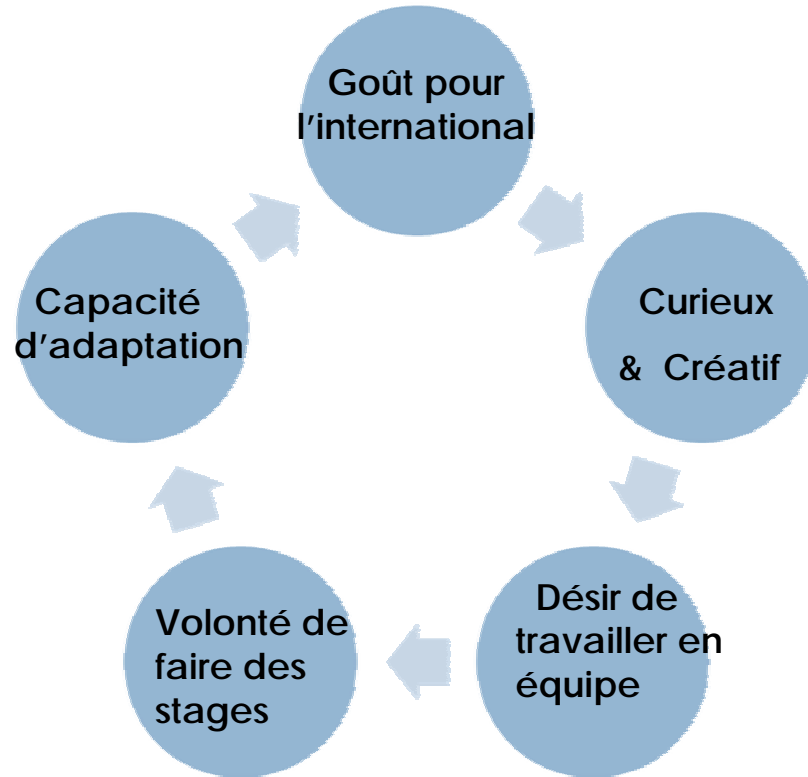 Goût pour
l'international
Curieux
& Créatif
Désir de
travailler en
équipe
Volonté de
faire des
stages
Capacité
d'adaptation